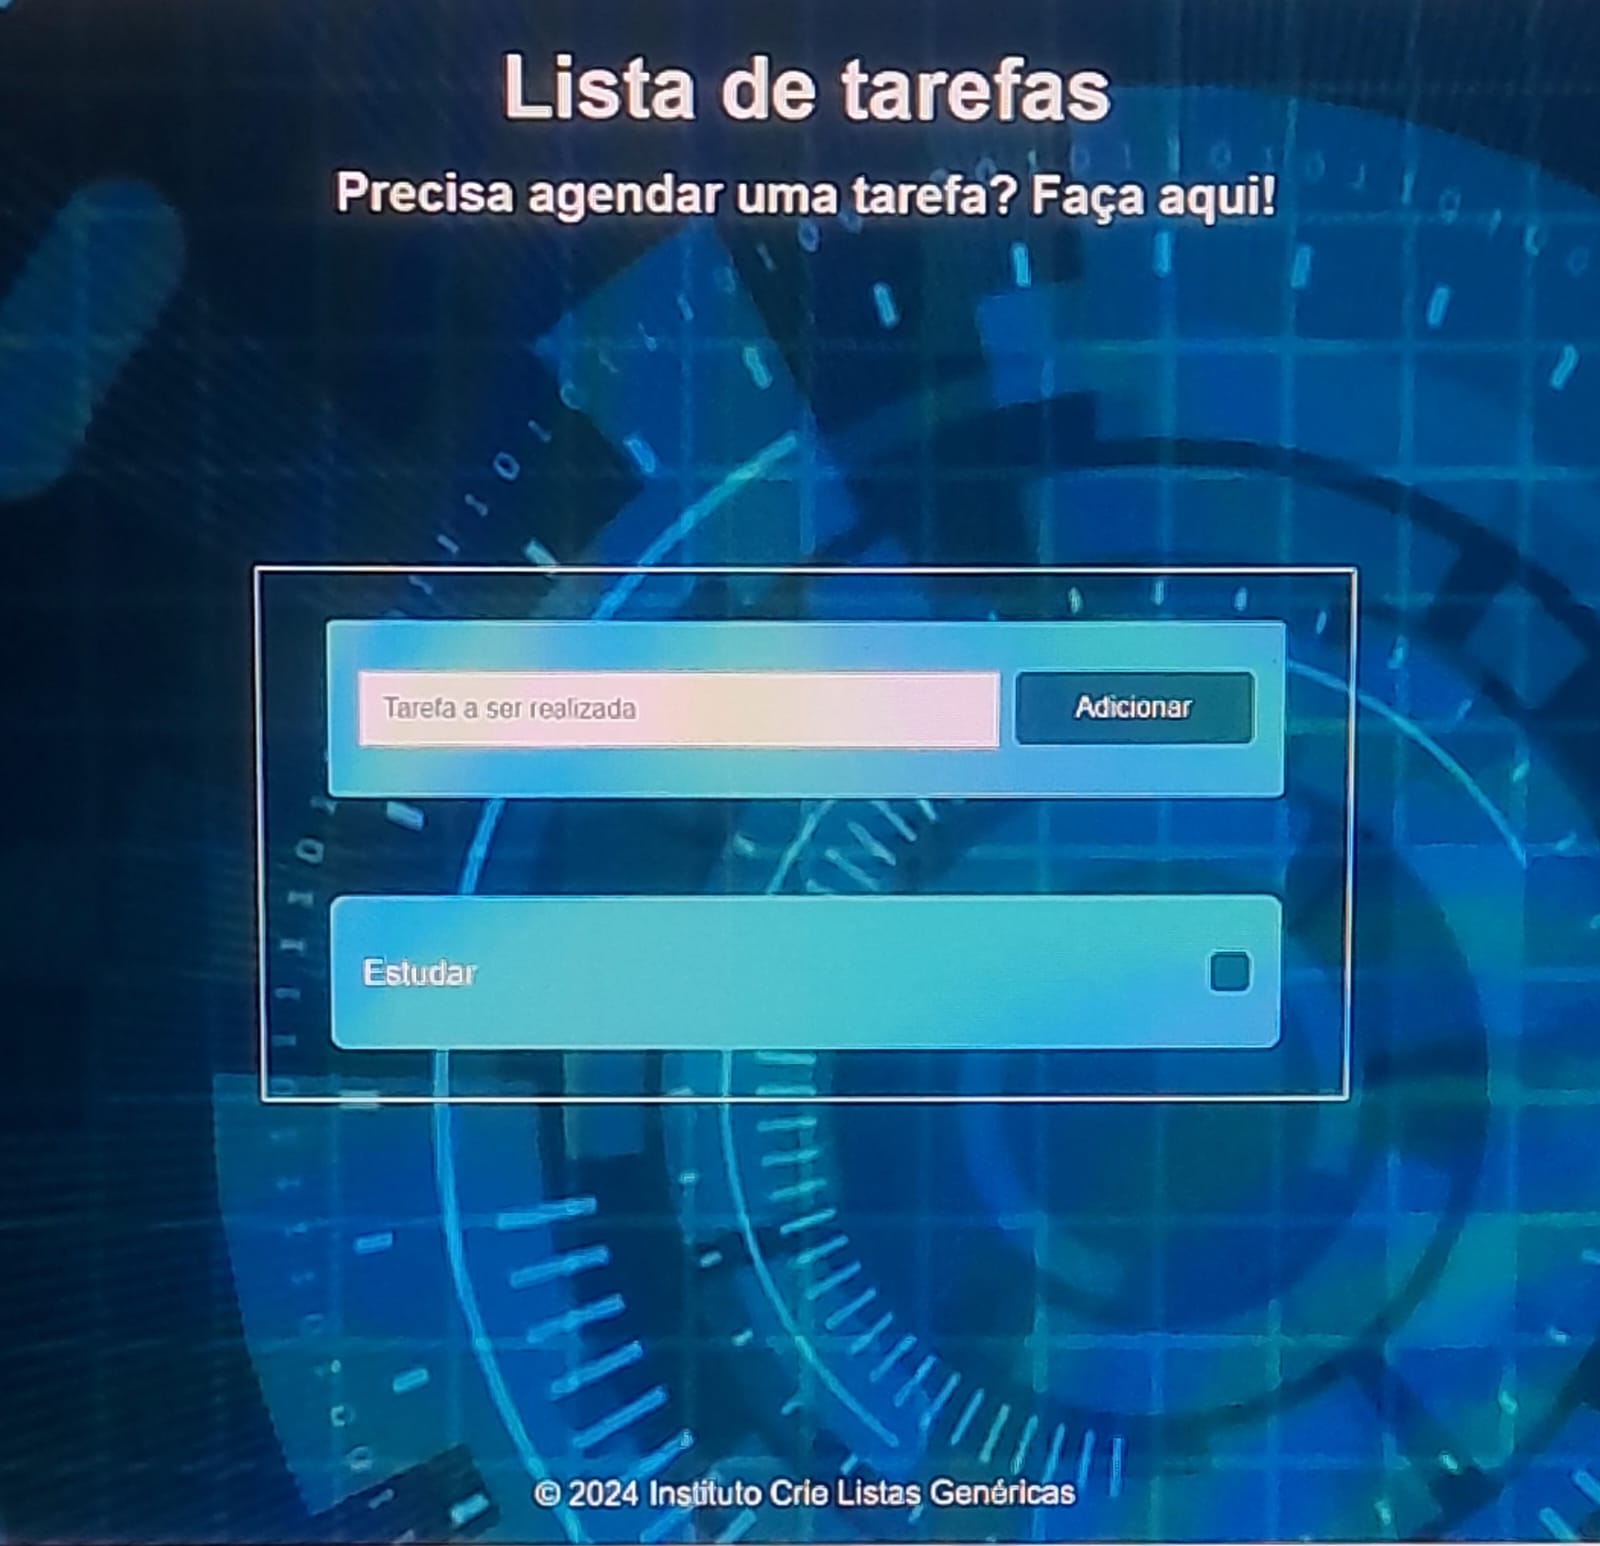 Lista de tarefas
Precisa agendar uma tarefa? Faça aqui!
Tarefa a ser realizada
Adicionar
Estudar
© 2024 Instituto Crie Listas Genéricas